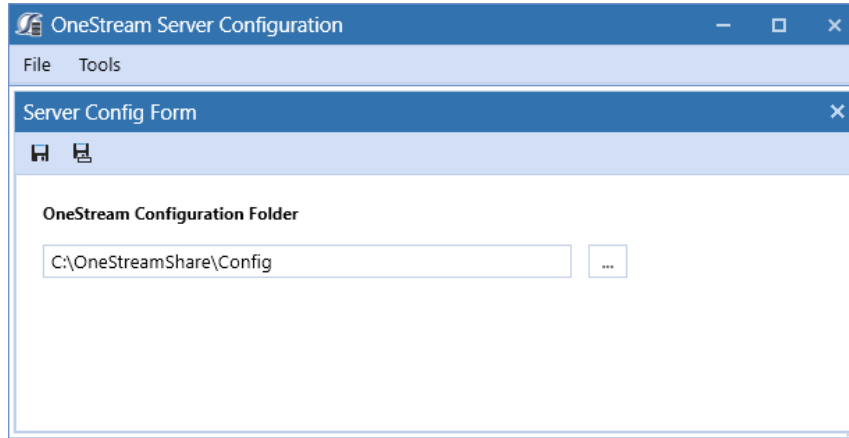 OneStream Server Configuration
File Tools
Server Config Form
OneStream Configuration Folder
C:\OneStreamShare\Config ...